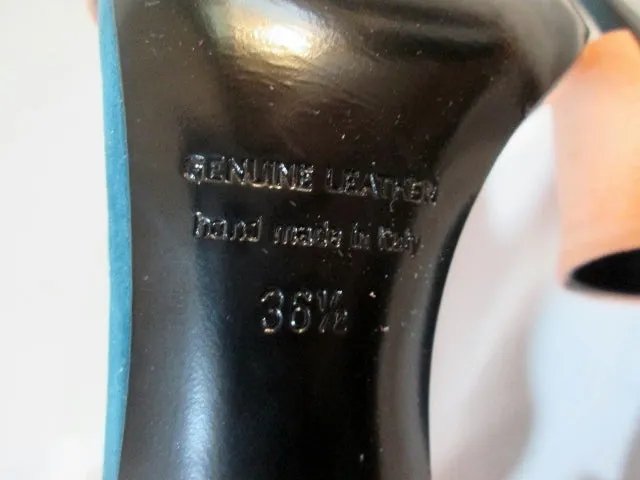 GENUINE LEATHER
hand made in Italy
36½